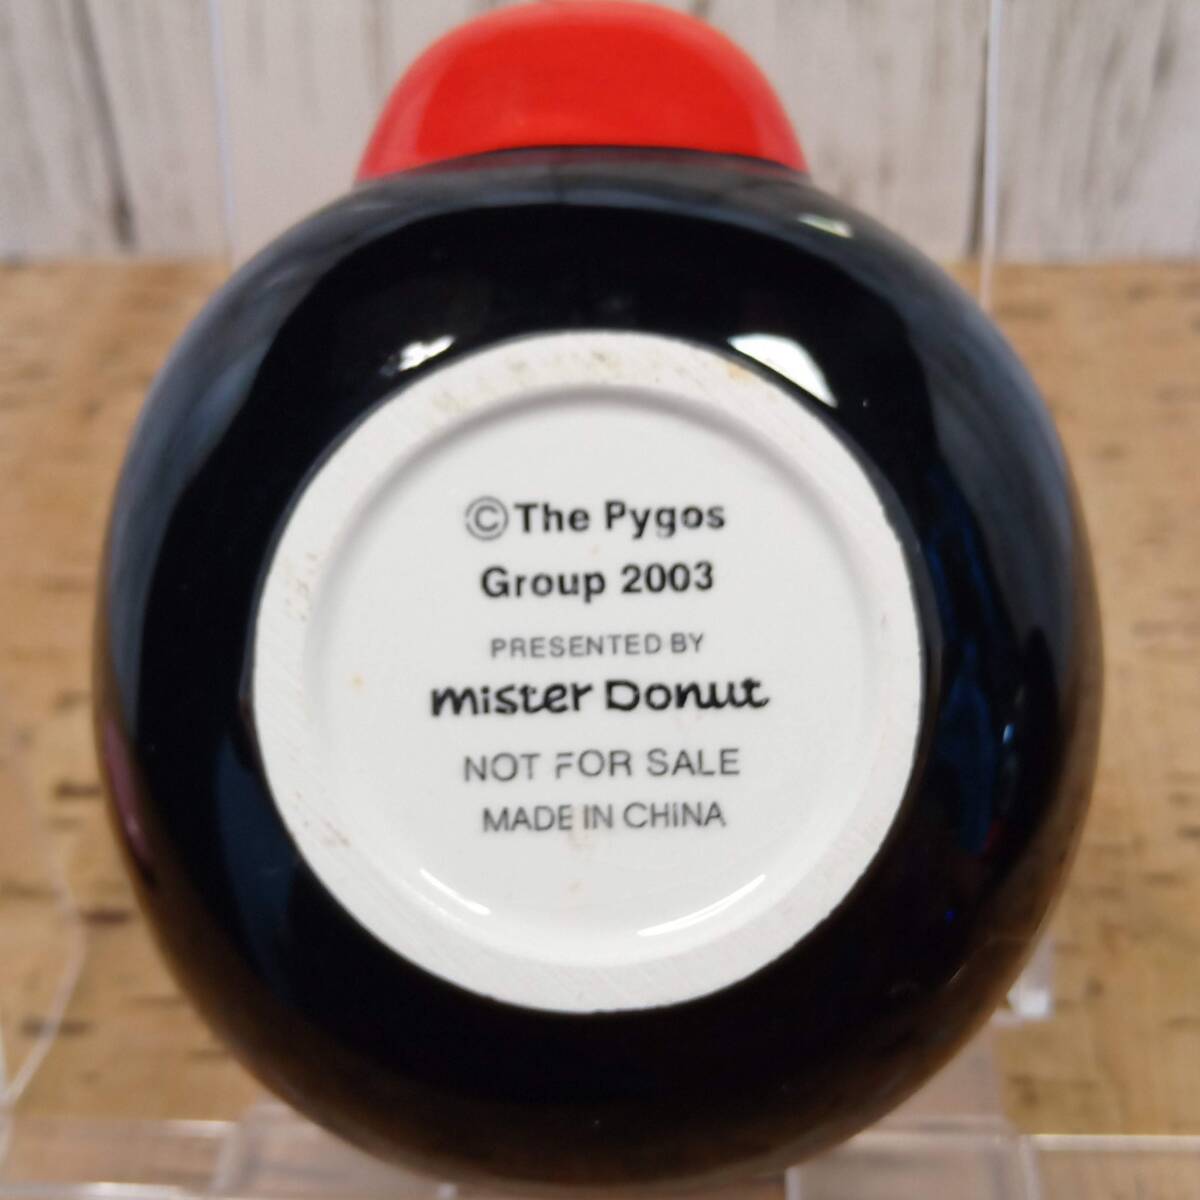 ©The Pygos
Group 2003
PRESENTED BY
mister Donut
NOT FOR SALE
MADE IN CHINA